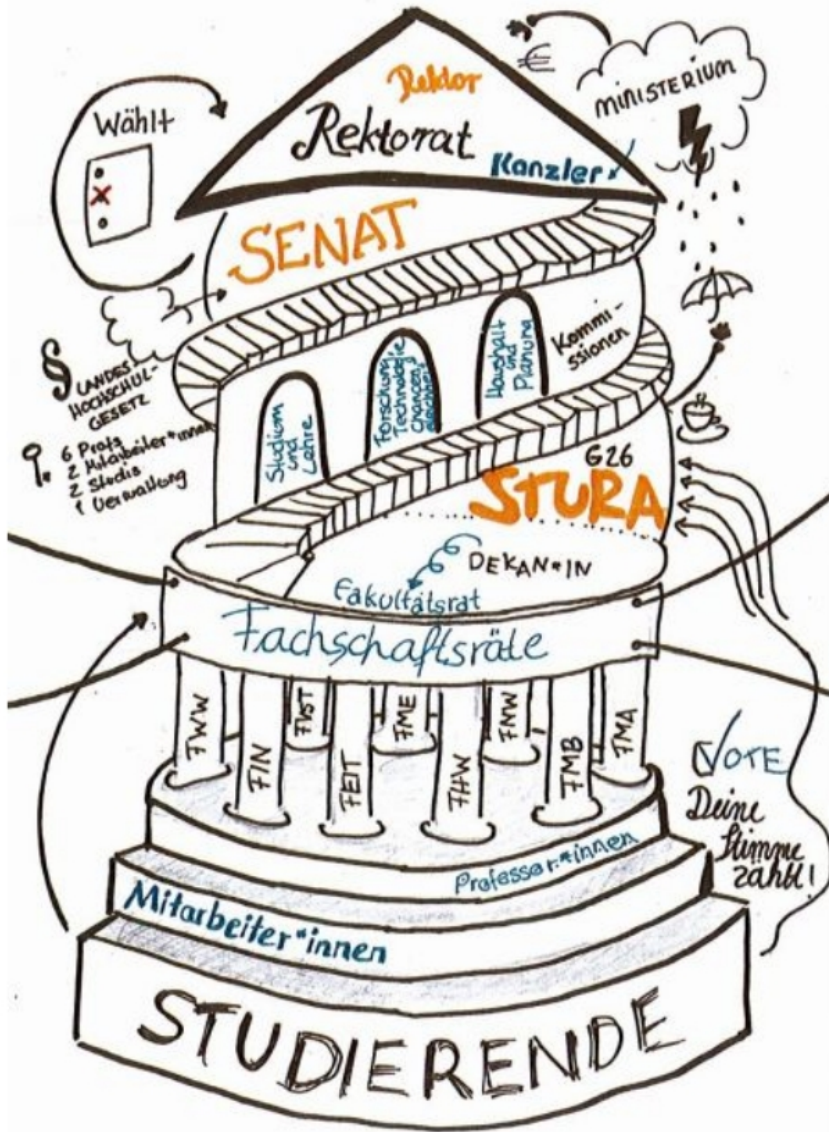 Rektor
€
MINISTERIUM
Rektorat
Kanzler
Wählt
SENAT
§ LANDES-
HOCHSCHUL-
GESETZ
6 Profs
2 Mitarbeiter*innen
2 Studis
1 Verwaltung
Studium
und
Lehre
Forschung
Technologie
Chancen
gleichheit
Haushalt
und
Planung
Kommi-
ssionen
G26
STURA
DEKAN*IN
Fakultätsrat
Fachschaftsräte
FWW
FIN
FVST
FEIT
FME
FHW
FNW
FMB
FMA
VOTE
Deine
Stimme
zählt!
Professor*innen
Mitarbeiter*innen
STUDIERENDE